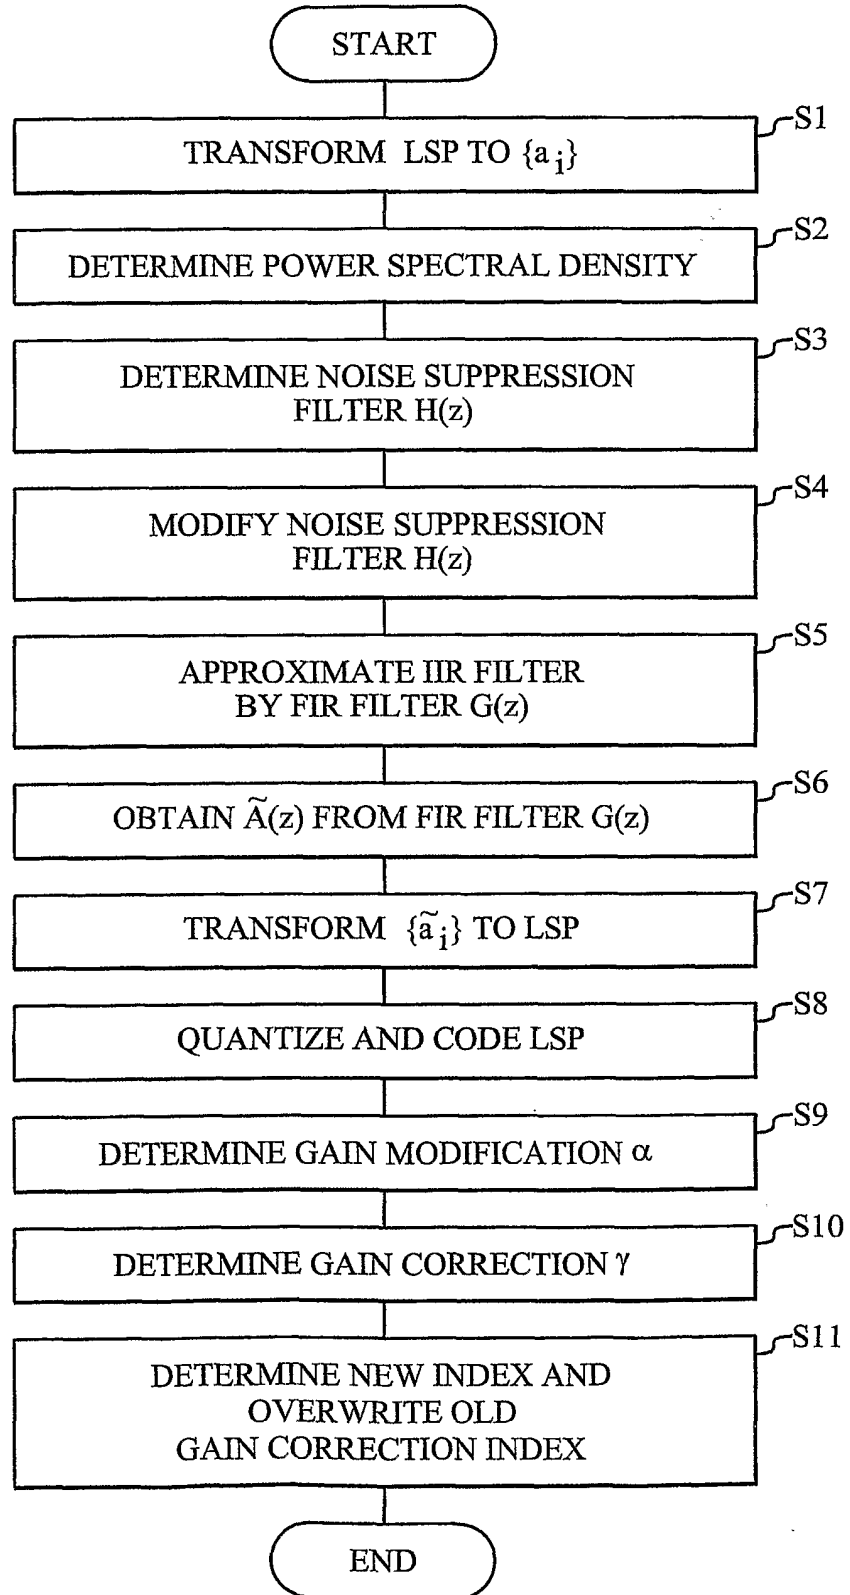 START
S1
TRANSFORM LSP TO {a i}
S2
DETERMINE POWER SPECTRAL DENSITY
S3
DETERMINE NOISE SUPPRESSION
FILTER H(z)
S4
MODIFY NOISE SUPPRESSION
FILTER H(z)
S5
APPROXIMATE IIR FILTER
BY FIR FILTER G(z)
S6
OBTAIN Ã(z) FROM FIR FILTER G(z)
S7
TRANSFORM {ã i} TO LSP
S8
QUANTIZE AND CODE LSP
S9
DETERMINE GAIN MODIFICATION α
S10
DETERMINE GAIN CORRECTION γ
S11
DETERMINE NEW INDEX AND
OVERWRITE OLD
GAIN CORRECTION INDEX
END